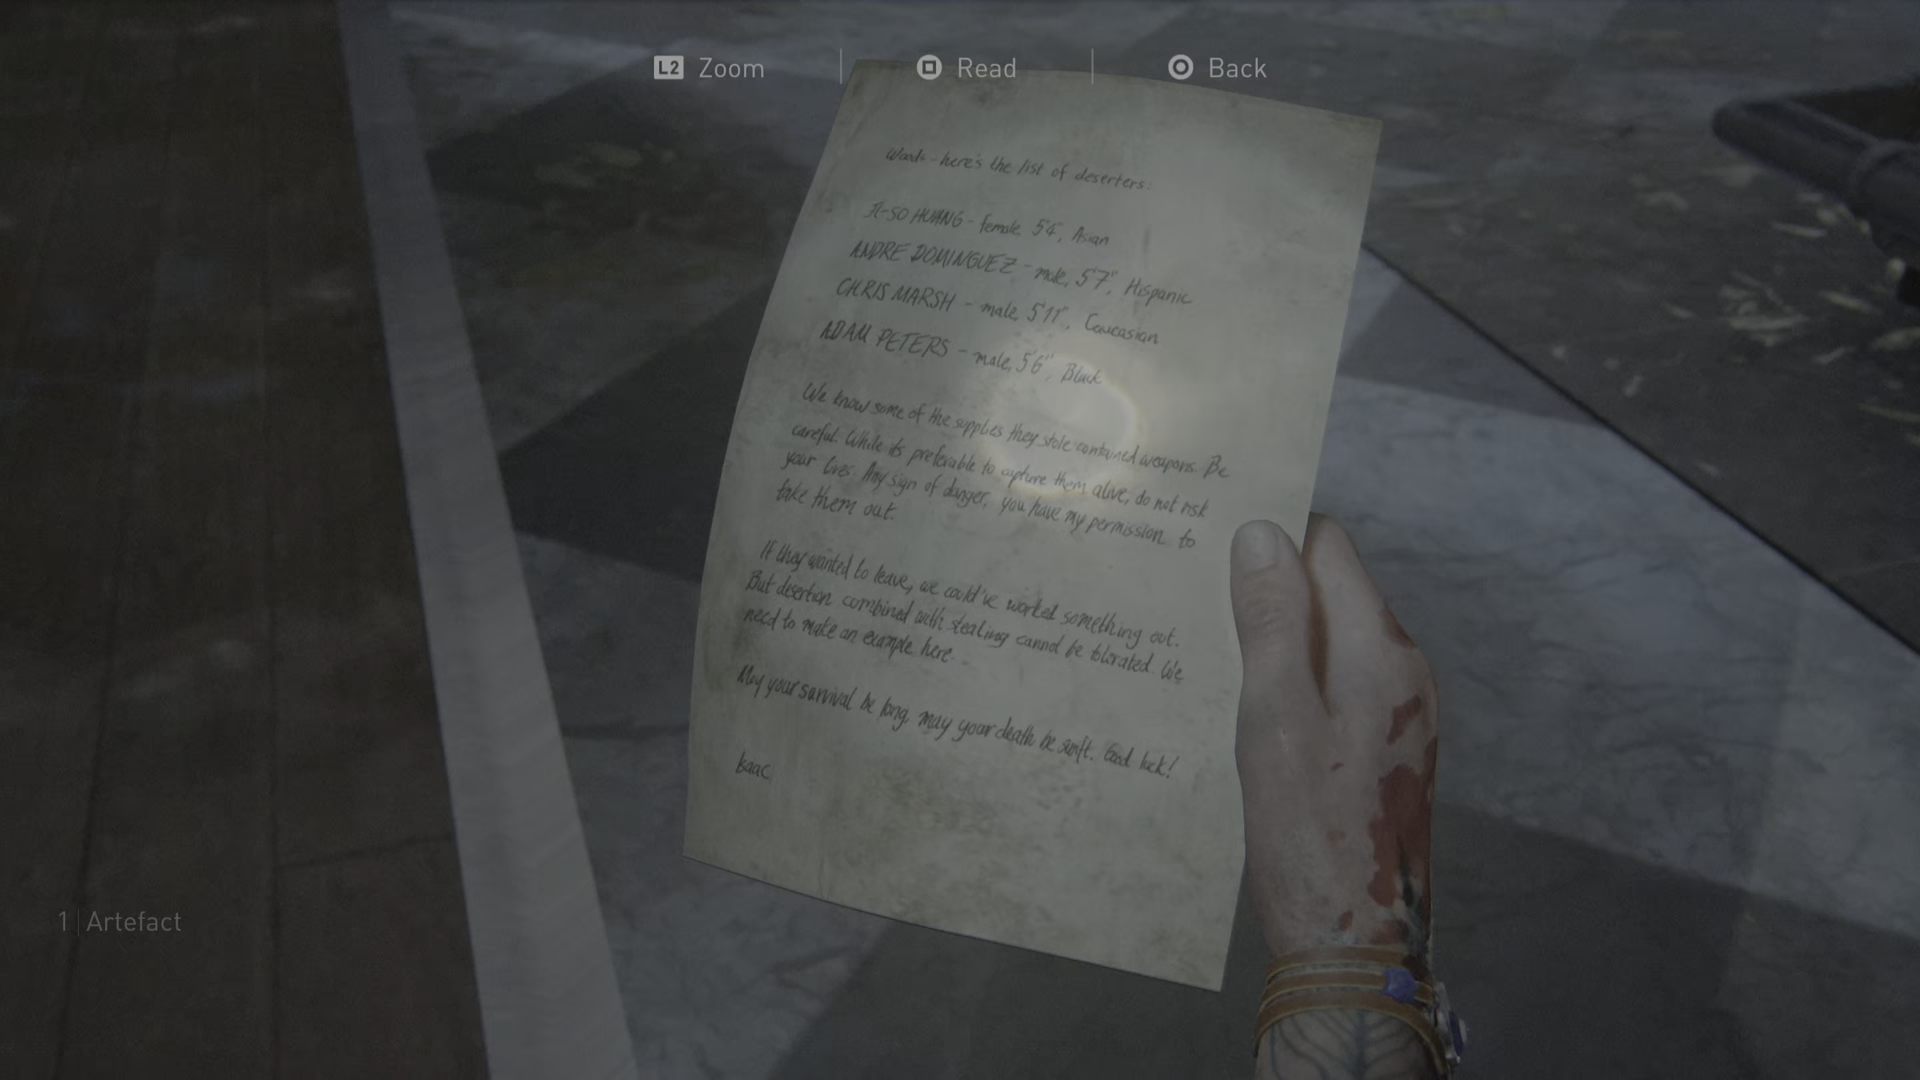 L2 Zoom | Read | Back
Woods - here's the list of deserters:
JI-SO HUANG - female, 5'4", Asian
ANDRE DOMINGUEZ - male, 5'7", Hispanic
CHRIS MARSH - male, 5'11", Caucasian
ADAM PETERS - male, 5'6", Black
We know some of the supplies they stole contained weapons. Be
careful. While its preferable to capture them alive, do not risk
your lives. Any sign of danger, you have my permission to
take them out.
If they wanted to leave, we could've worked something out.
But desertion combined with stealing cannot be tolerated. We
need to make an example here.
May your survival be long, may your death be swift. Good luck!
Isaac
1 | Artefact